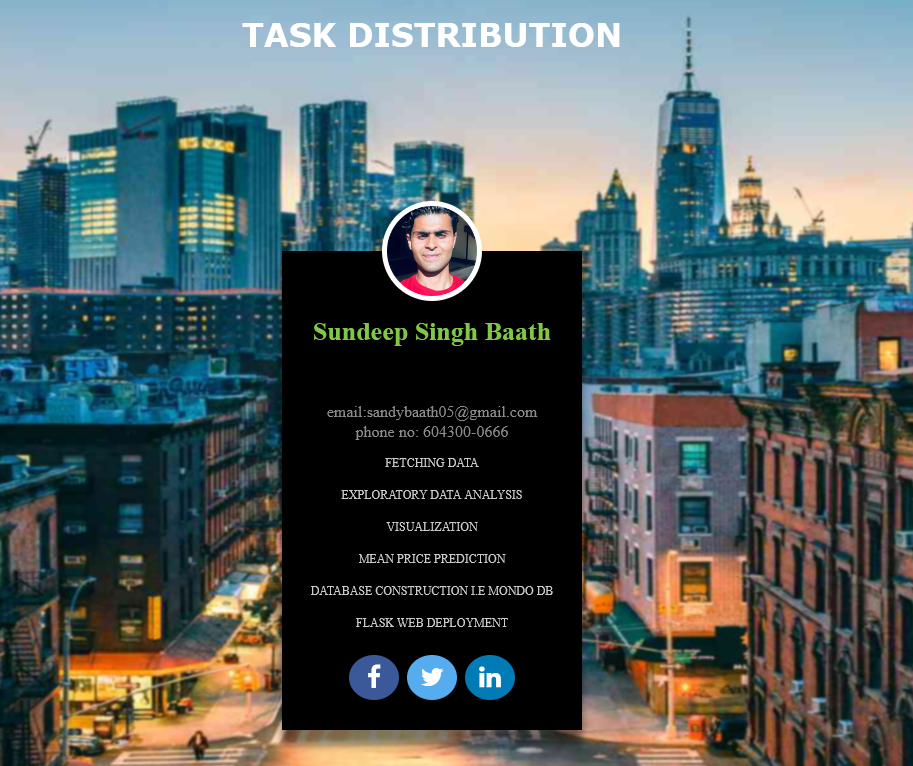 TASK DISTRIBUTION
Sundeep Singh Baath
email:sandybaath05@gmail.com
phone no: 604300-0666
FETCHING DATA
EXPLORATORY DATA ANALYSIS
VISUALIZATION
MEAN PRICE PREDICTION
DATABASE CONSTRUCTION I.E MONDO DB
FLASK WEB DEPLOYMENT